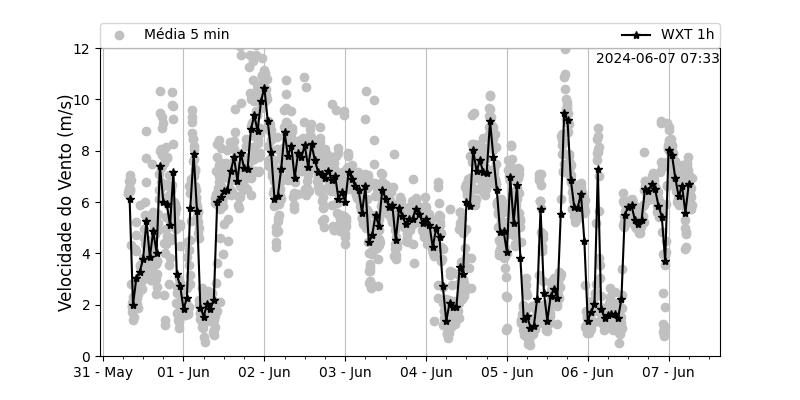 Média 5 min WXT 1h
2024-06-07 07:33
Velocidade do Vento (m/s)
12
10
8
6
4
2
0
31 - May 01 - Jun 02 - Jun 03 - Jun 04 - Jun 05 - Jun 06 - Jun 07 - Jun